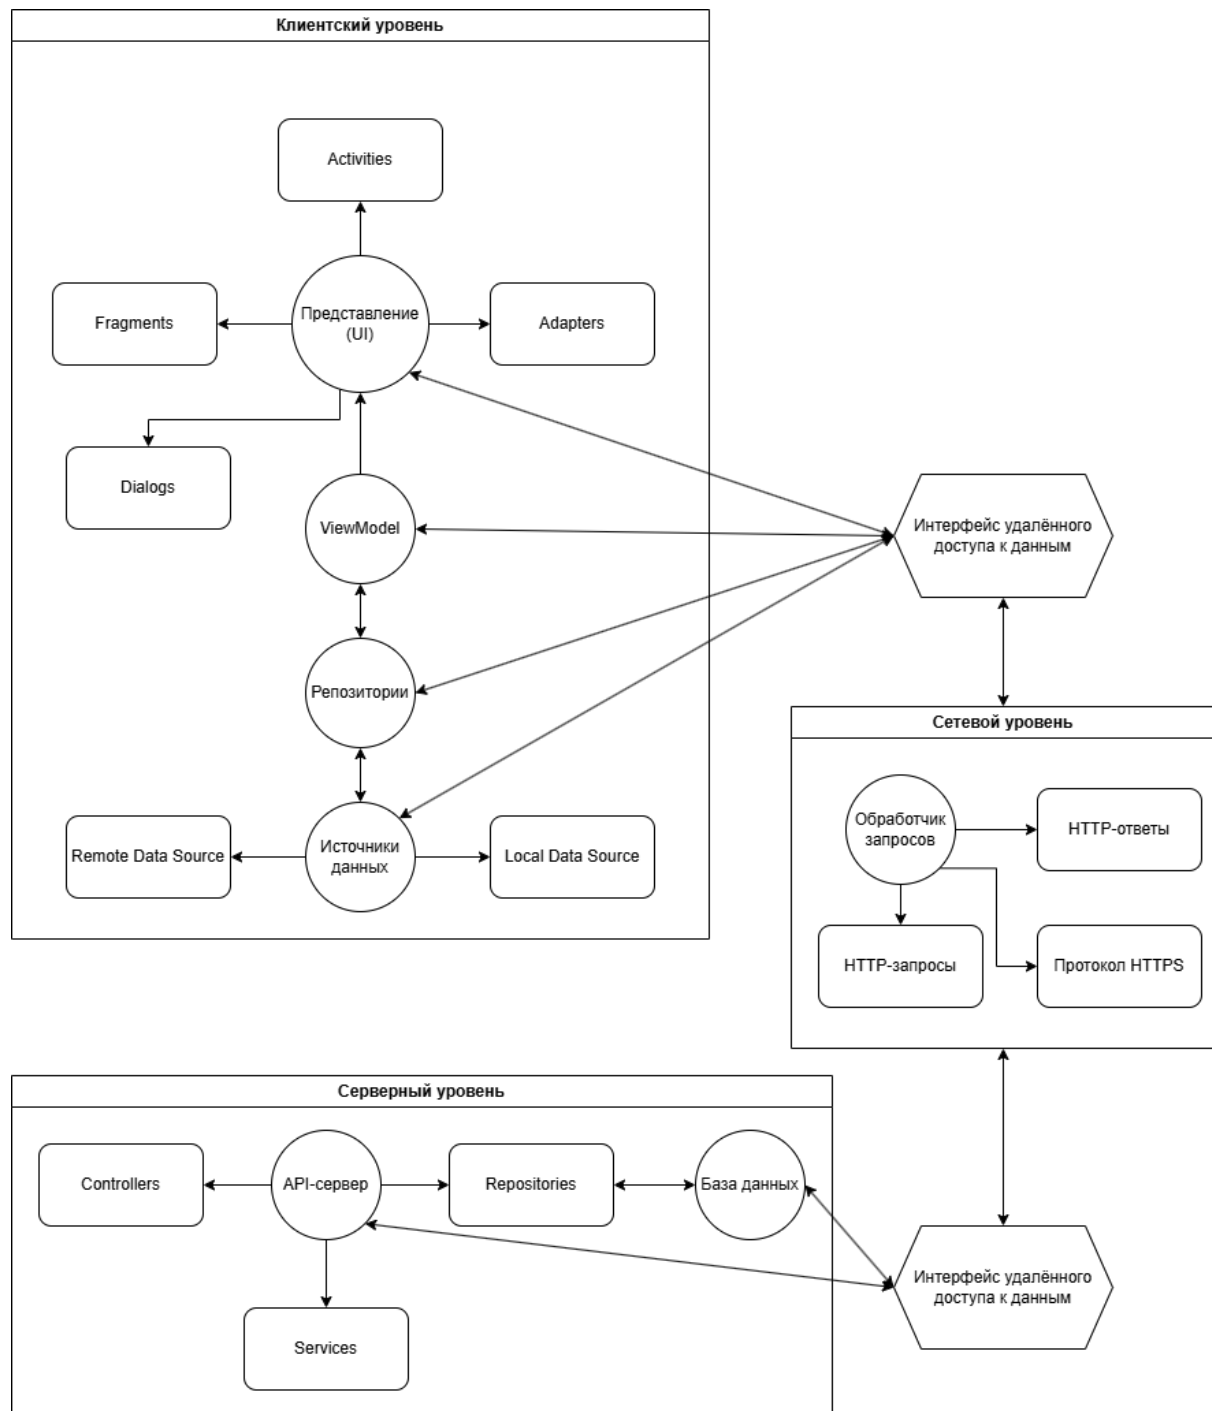 Клиентский уровень
Activities
Fragments
Представление
(UI)
Adapters
Dialogs
ViewModel
Интерфейс удалённого
доступа к данным
Репозитории
Сетевой уровень
Remote Data Source
Источники
данных
Local Data Source
Обработчик
запросов
HTTP-ответы
HTTP-запросы
Протокол HTTPS
Серверный уровень
Controllers
API-сервер
Repositories
База данных
Интерфейс удалённого
доступа к данным
Services